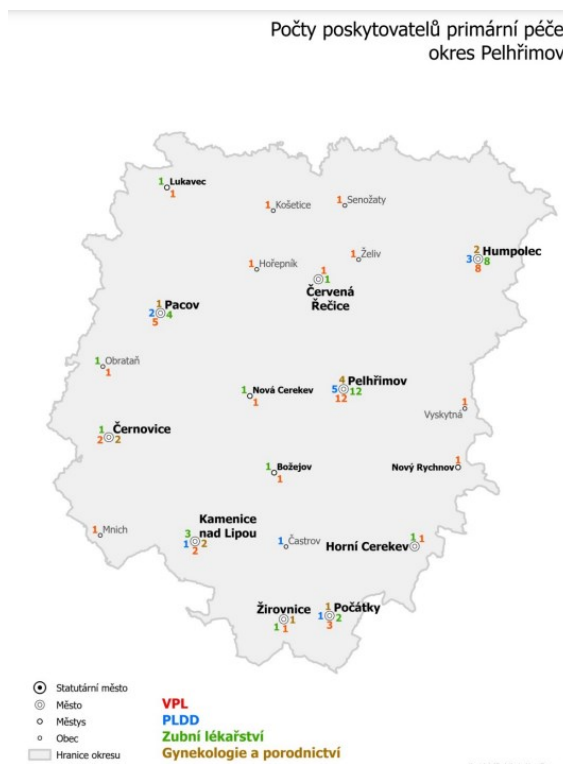 Počty poskytovatelů primární péče
okres Pelhřimov
1
Lukavec
1
1
Košetice
1
Senožaty
1
Hořepník
1
Želiv
1
1
Červená
Řečice
2
Humpolec
3
8
8
1
Pacov
2
4
5
1
Obrataň
1
1
Nová Cerekev
1
4
Pelhřimov
5
12
12
1
Vyskytná
1
Černovice
2
2
1
Božejov
1
1
Nový Rychnov
1
Mnich
Kamenice
nad Lipou
3
1
2
2
1
Částrov
1
1
Horní Cerekev
Žirovnice
1
1
1
1
Počátky
1
2
3
Statutární město
Město
Městys
Obec
Hranice okresu
VPL
PLDD
Zubní lékařství
Gynekologie a porodnictví